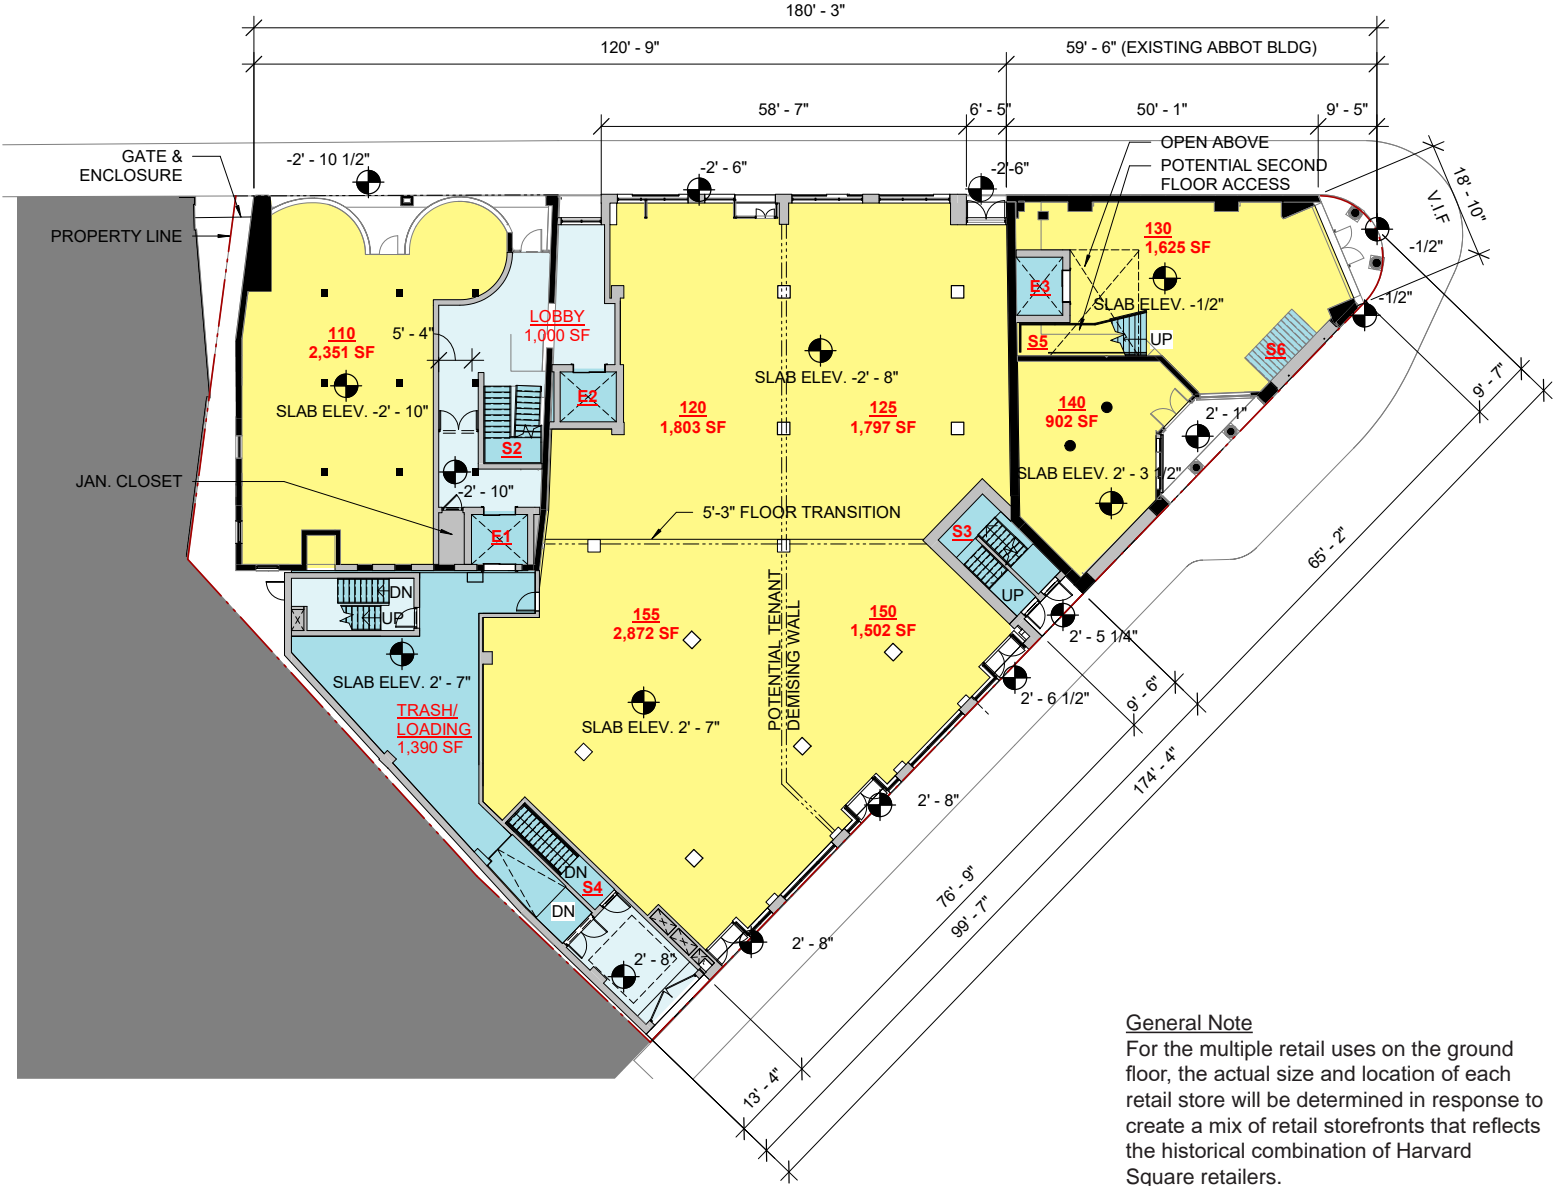 180' - 3"
120' - 9"
59' - 6" (EXISTING ABBOT BLDG)
58' - 7"
6' - 5"
50' - 1"
9' - 5"
GATE &
ENCLOSURE
-2' - 10 1/2"
-2' - 6"
-2'-6"
OPEN ABOVE
POTENTIAL SECOND
FLOOR ACCESS
18' - 10"
V.I.F
PROPERTY LINE
130
1,625 SF
-1/2"
-1/2"
E3
SLAB ELEV. -1/2"
LOBBY
1,000 SF
110
2,351 SF
5' - 4"
S5
UP
S6
SLAB ELEV. -2' - 8"
SLAB ELEV. -2' - 10"
E2
120
1,803 SF
125
1,797 SF
140
902 SF
2' - 1"
9' - 7"
S2
JAN. CLOSET
-2' - 10"
SLAB ELEV. 2' - 3 1/2"
5'-3" FLOOR TRANSITION
E1
S3
65' - 2"
DN
UP
UP
155
2,872 SF
150
1,502 SF
POTENTIAL TENANT
DEMISING WALL
2' - 5 1/4"
SLAB ELEV. 2' - 7"
2' - 6 1/2"
9' - 6"
TRASH/
LOADING
1,390 SF
SLAB ELEV. 2' - 7"
174' - 4"
2' - 8"
DN
S4
DN
76' - 9"
99' - 7"
2' - 8"
2' - 8"
13' - 4"
General Note
For the multiple retail uses on the ground
floor, the actual size and location of each
retail store will be determined in response to
create a mix of retail storefronts that reflects
the historical combination of Harvard
Square retailers.